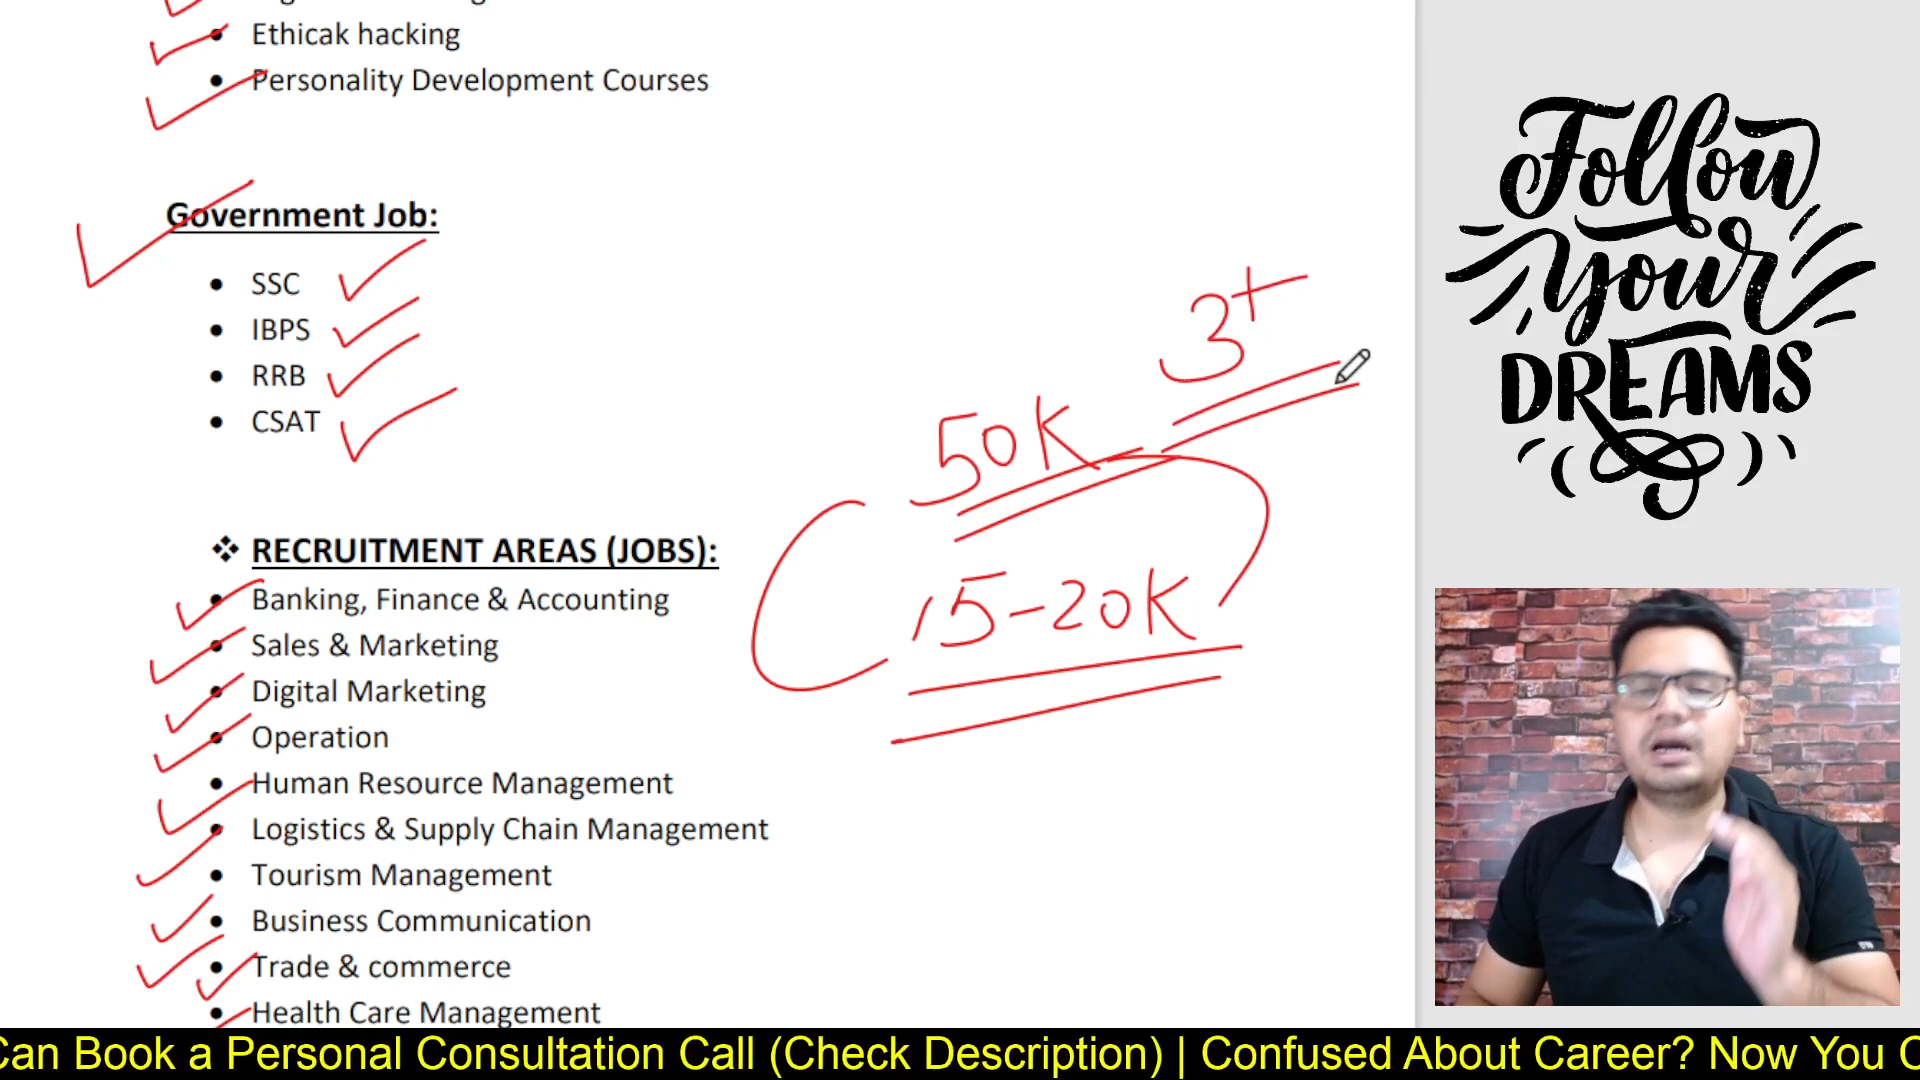 Ethicak hacking
Personality Development Courses
Government Job:
SSC
IBPS
RRB
CSAT
3+
50K
15-20K
RECRUITMENT AREAS (JOBS):
Banking, Finance & Accounting
Sales & Marketing
Digital Marketing
Operation
Human Resource Management
Logistics & Supply Chain Management
Tourism Management
Business Communication
Trade & commerce
Health Care Management
Follow
Your
DREAMS
Can Book a Personal Consultation Call (Check Description) | Confused About Career? Now You C